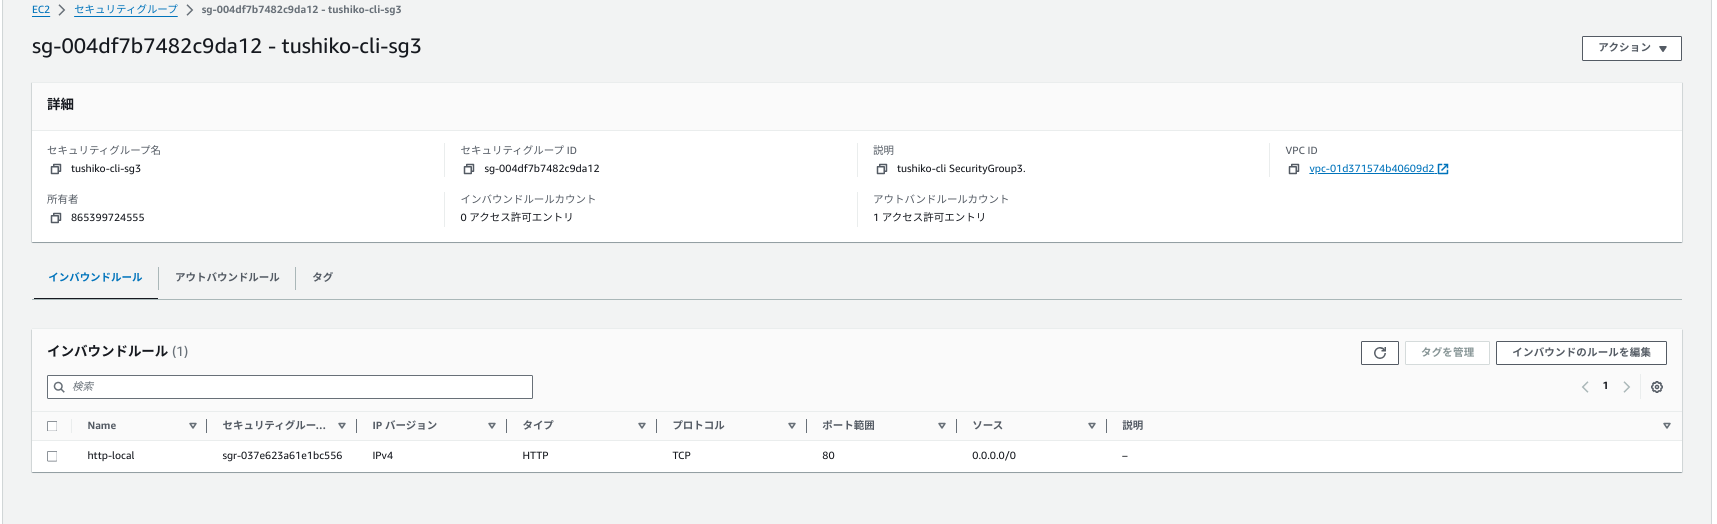 EC2 > セキュリティグループ > sg-004df7b7482c9da12 - tushiko-cli-sg3
sg-004df7b7482c9da12 - tushiko-cli-sg3
アクション ▼
詳細
セキュリティグループ名
tushiko-cli-sg3
セキュリティグループ ID
sg-004df7b7482c9da12
説明
tushiko-cli SecurityGroup3.
VPC ID
vpc-01d371574b40609d2
所有者
865399724555
インバウンドルールカウント
0 アクセス許可エントリ
アウトバンドルールカウント
1 アクセス許可エントリ
インバウンドルール アウトバウンドルール タグ
インバウンドルール (1)
タグを管理 インバウンドのルールを編集
検索
1
Name セキュリティグルー... IP バージョン タイプ プロトコル ポート範囲 ソース 説明
http-local sgr-037e623a61e1bc556 IPv4 HTTP TCP 80 0.0.0.0/0 –